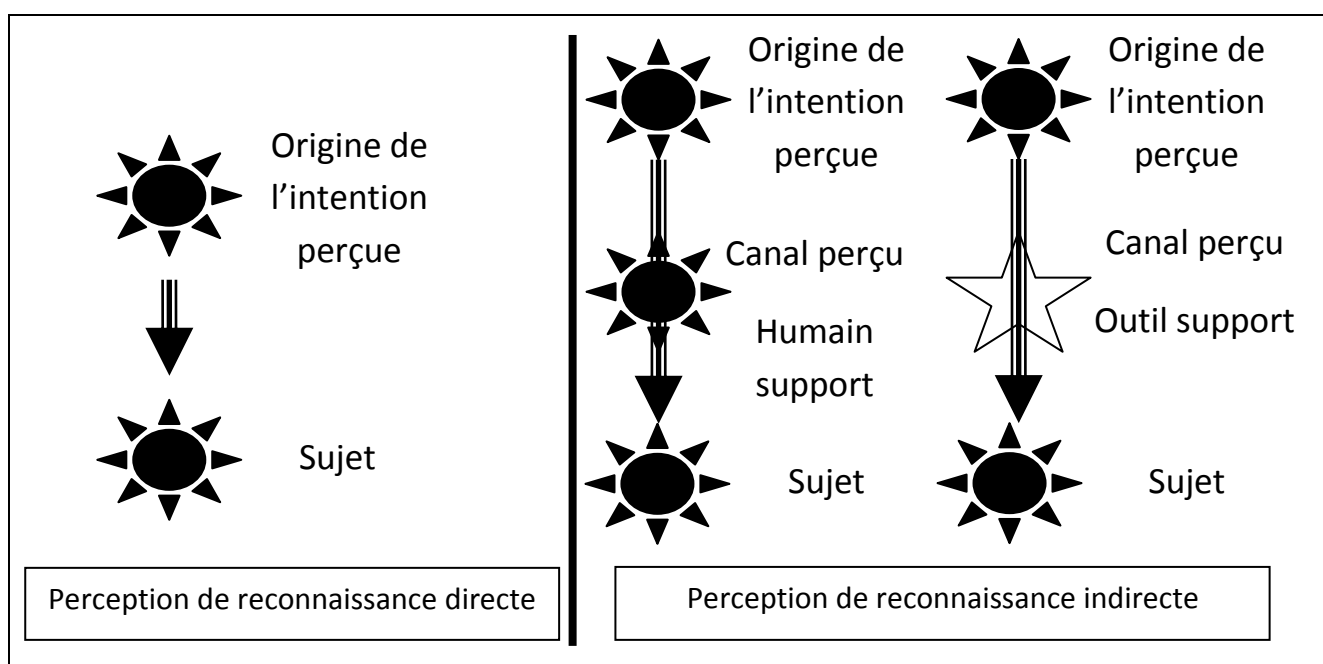 Origine de
l’intention
perçue
Sujet
Perception de reconnaissance directe
Origine de
l’intention
perçue
Canal perçu
Humain
support
Sujet
Origine de
l’intention
perçue
Canal perçu
Outil support
Sujet
Perception de reconnaissance indirecte